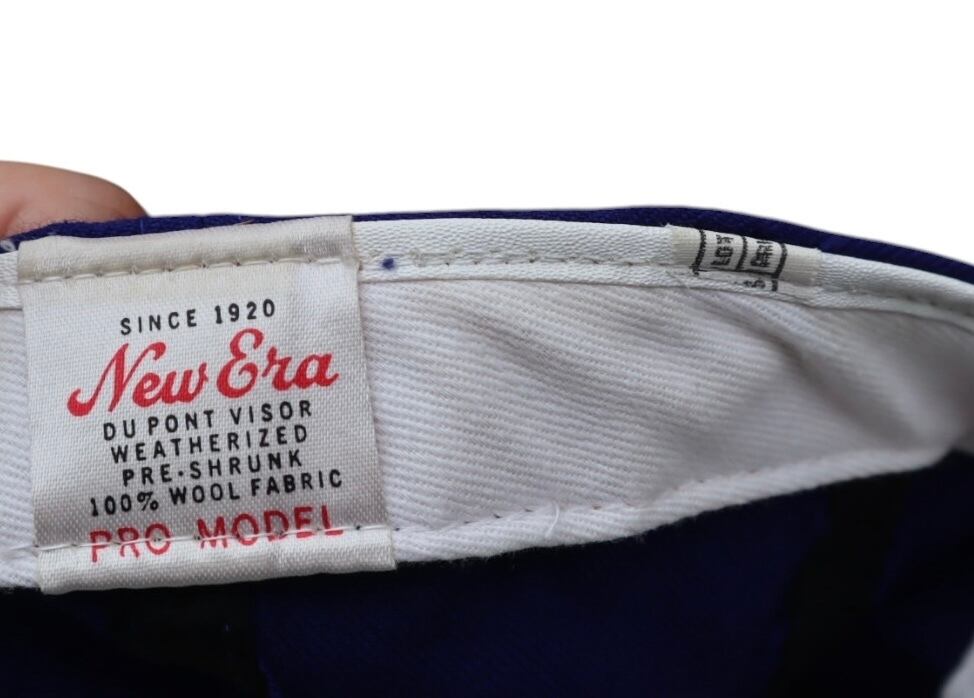 SINCE 1920
New Era
DU PONT VISOR
WEATHERIZED
PRE-SHRUNK
100% WOOL FABRIC
PRO MODEL